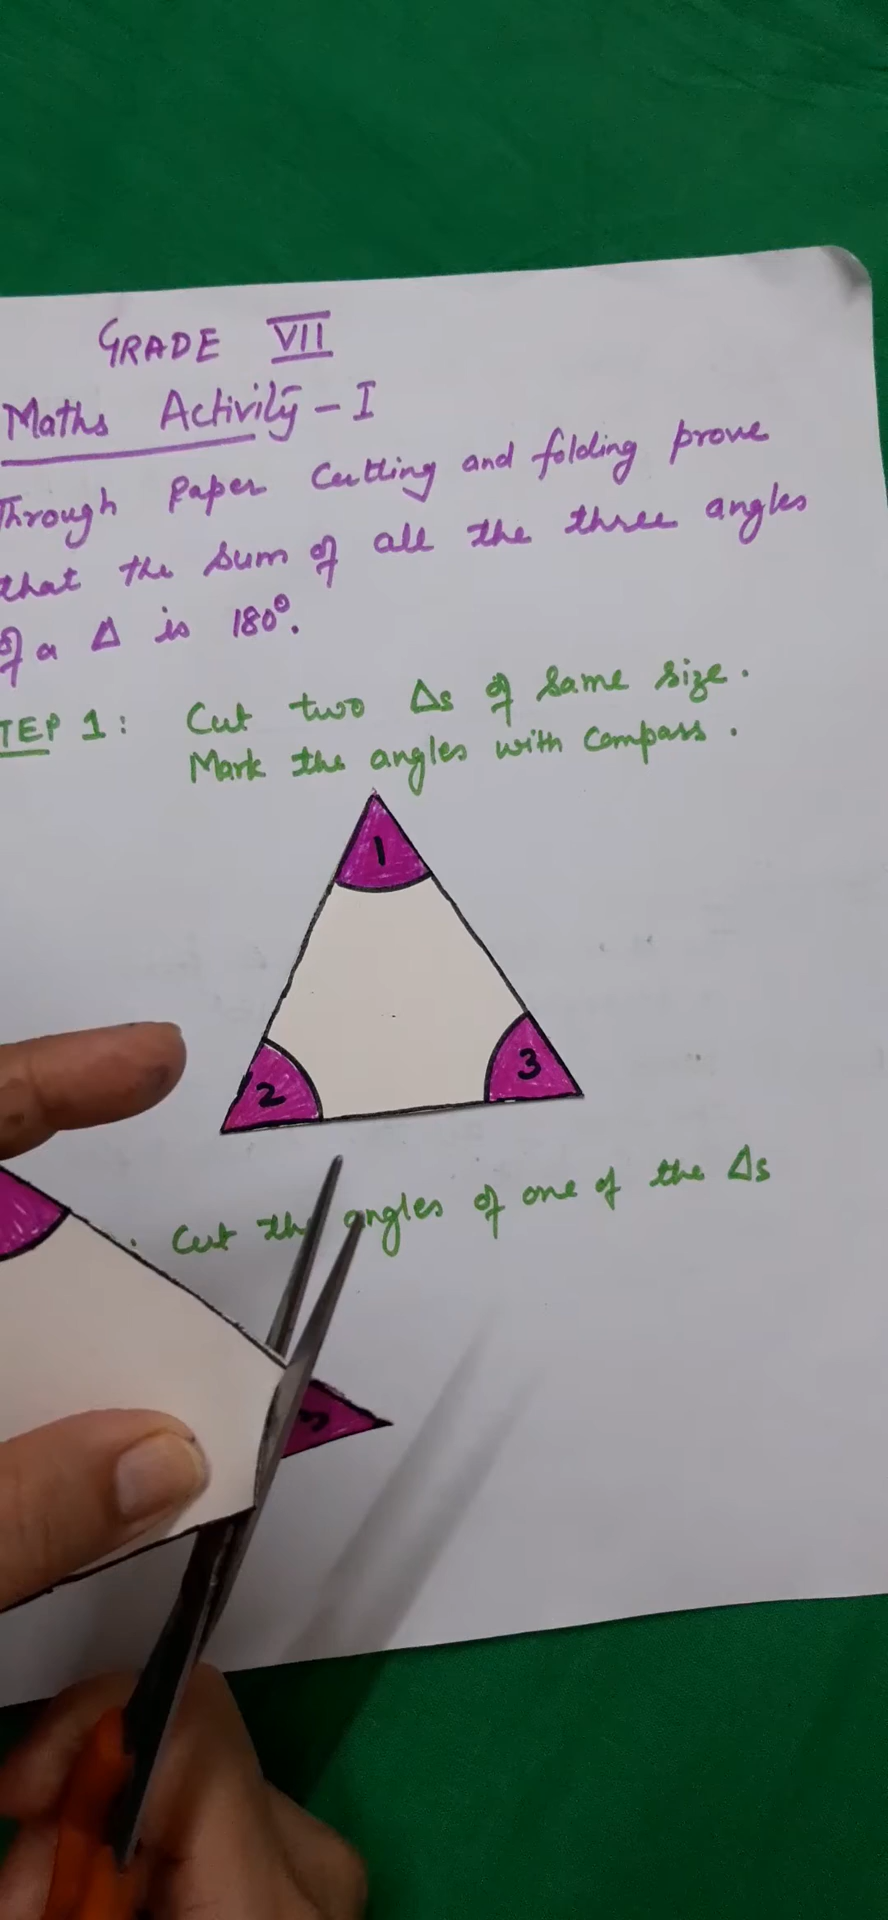 GRADE VII
Maths Activity - I
Through Paper Cutting and folding prove
that the sum of all the three angles
of a Δ is 180°.
STEP 1: Cut two Δs of same size.
Mark the angles with compass.
1
2
3
: Cut the angles of one of the Δs
3